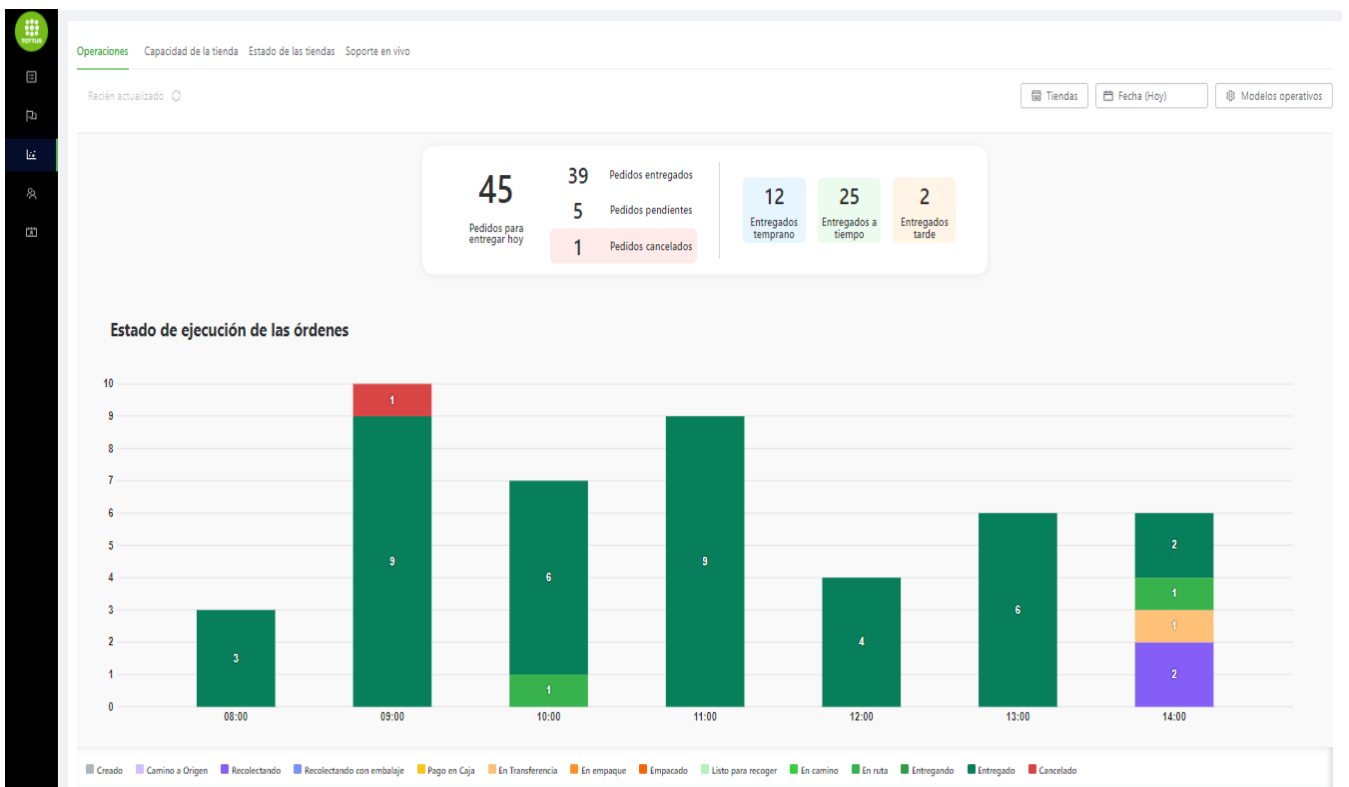 TOTTUS
Operaciones Capacidad de la tienda Estado de las tiendas Soporte en vivo
Recién actualizado
Tiendas Fecha (Hoy) Modelos operativos
45
Pedidos para
entregar hoy
39 Pedidos entregados
5 Pedidos pendientes
1 Pedidos cancelados
12
Entregados
temprano
25
Entregados a
tiempo
2
Entregados
tarde
Estado de ejecución de las órdenes
10
9
8
7
6
5
4
3
2
1
0
3
1
9
6
1
9
4
6
2
1
1
2
08:00 09:00 10:00 11:00 12:00 13:00 14:00
Creado Camino a Origen Recolectando Recolectando con embalaje Pago en Caja En Transferencia En empaque Empacado Listo para recoger En camino En ruta Entregando Entregado Cancelado